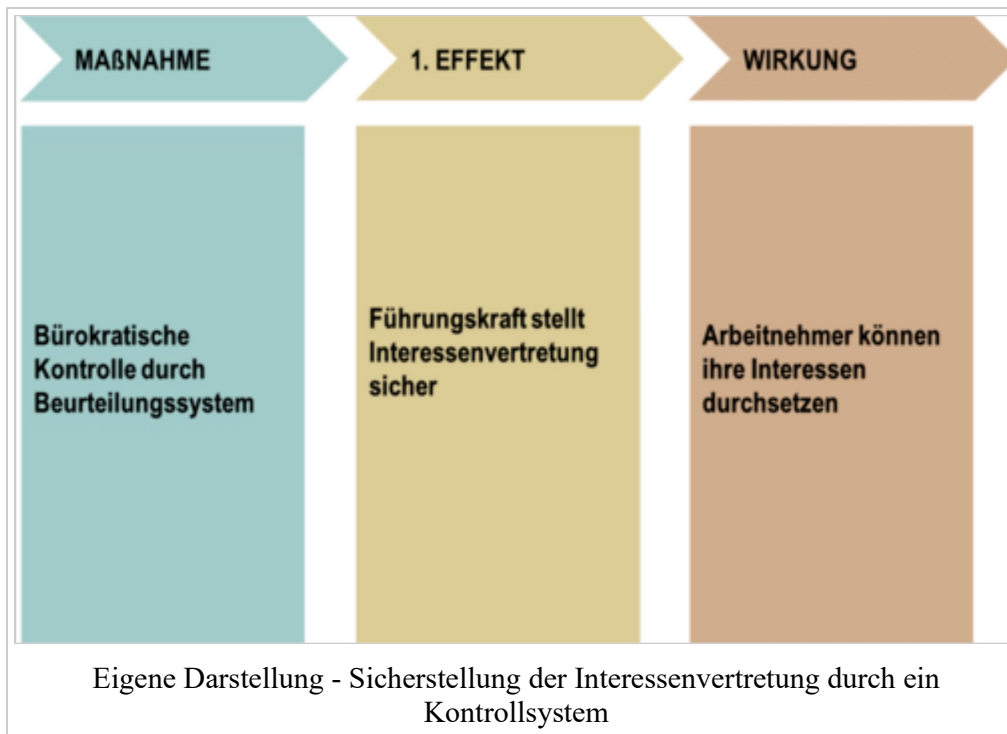 MAßNAHME
1. EFFEKT
WIRKUNG
Bürokratische
Kontrolle durch
Beurteilungssystem
Führungskraft stellt
Interessenvertretung
sicher
Arbeitnehmer können
ihre Interessen
durchsetzen
Eigene Darstellung - Sicherstellung der Interessenvertretung durch ein
Kontrollsystem